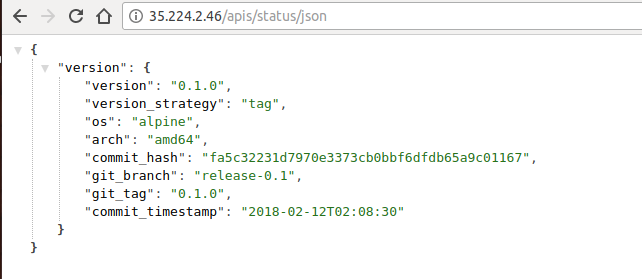 35.224.2.46/apis/status/json
{
"version": {
"version": "0.1.0",
"version_strategy": "tag",
"os": "alpine",
"arch": "amd64",
"commit_hash": "fa5c32231d7970e3373cb0bbf6dfdb65a9c01167",
"git_branch": "release-0.1",
"git_tag": "0.1.0",
"commit_timestamp": "2018-02-12T02:08:30"
}
}